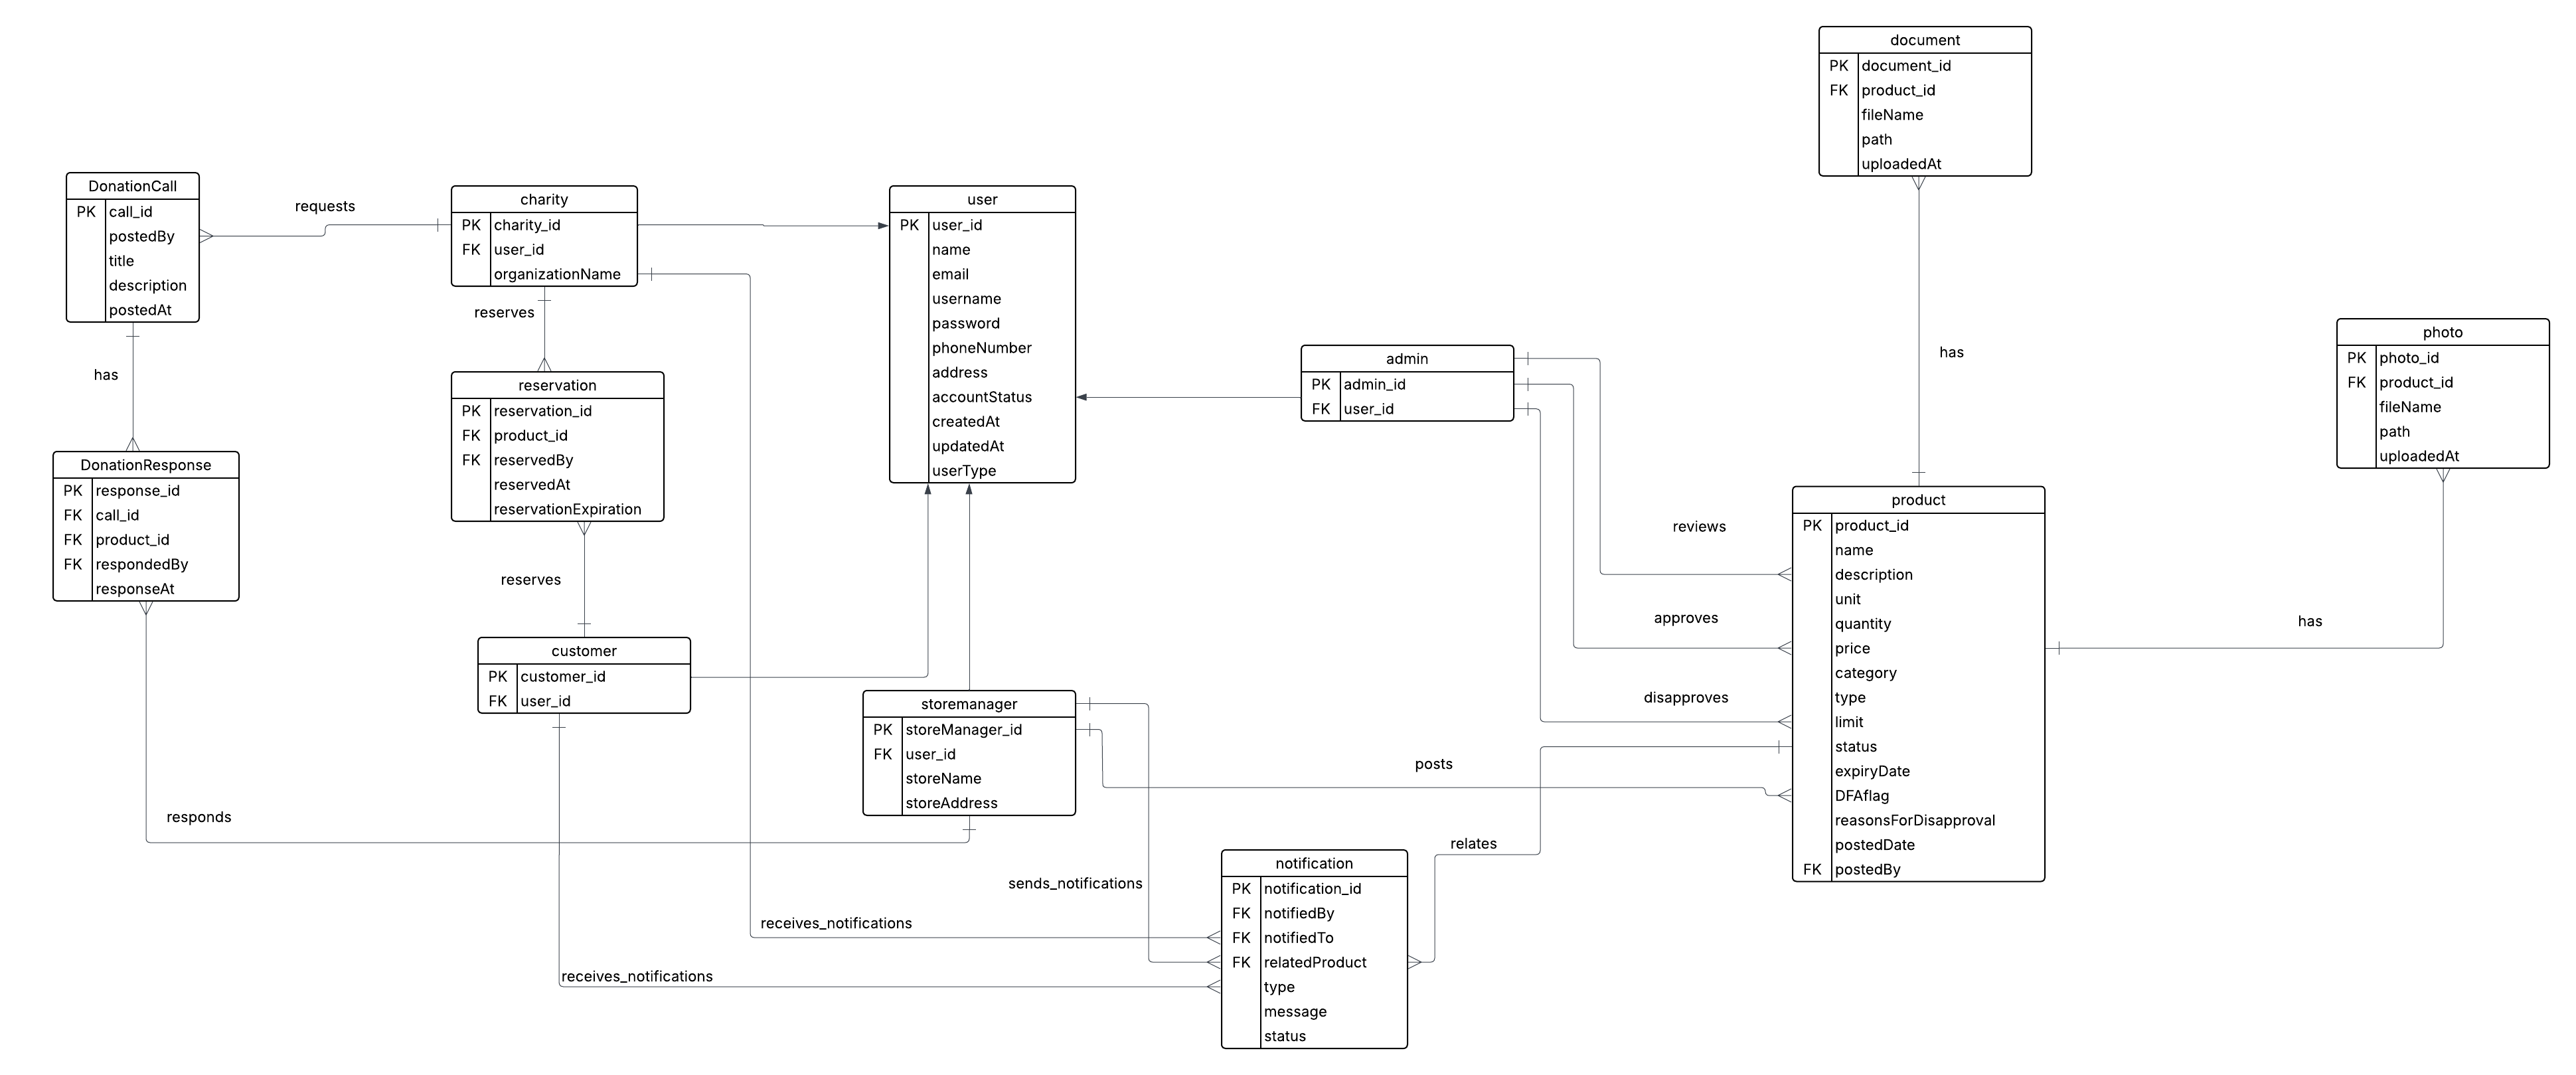 document
PK document_id
FK product_id
fileName
path
uploadedAt
DonationCall
PK call_id
postedBy
title
description
postedAt
requests
charity
PK charity_id
FK user_id
organizationName
user
PK user_id
name
email
username
password
phoneNumber
address
accountStatus
createdAt
updatedAt
userType
reserves
has
reservation
PK reservation_id
FK product_id
FK reservedBy
reservedAt
reservationExpiration
admin
PK admin_id
FK user_id
has
photo
PK photo_id
FK product_id
fileName
path
uploadedAt
DonationResponse
PK response_id
FK call_id
FK product_id
FK respondedBy
responseAt
reserves
customer
PK customer_id
FK user_id
storemanager
PK storeManager_id
FK user_id
storeName
storeAddress
reviews
approves
disapproves
posts
product
PK product_id
name
description
unit
quantity
price
category
type
limit
status
expiryDate
DFAflag
reasonsForDisapproval
postedDate
FK postedBy
has
responds
relates
sends_notifications
receives_notifications
receives_notifications
notification
PK notification_id
FK notifiedBy
FK notifiedTo
FK relatedProduct
type
message
status